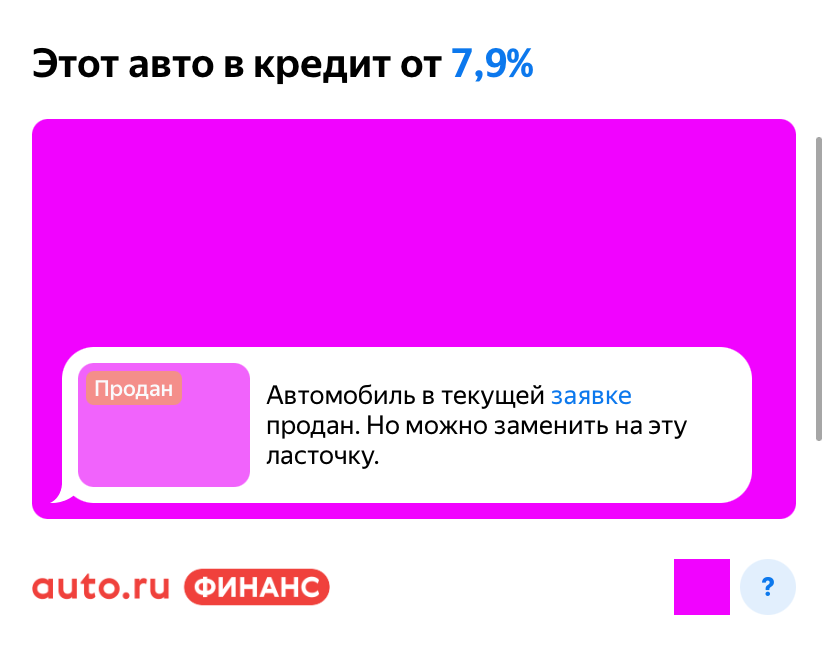 Этот авто в кредит от 7,9%
Продан
Автомобиль в текущей заявке
продан. Но можно заменить на эту
ласточку.
auto.ru ФИНАНС
?